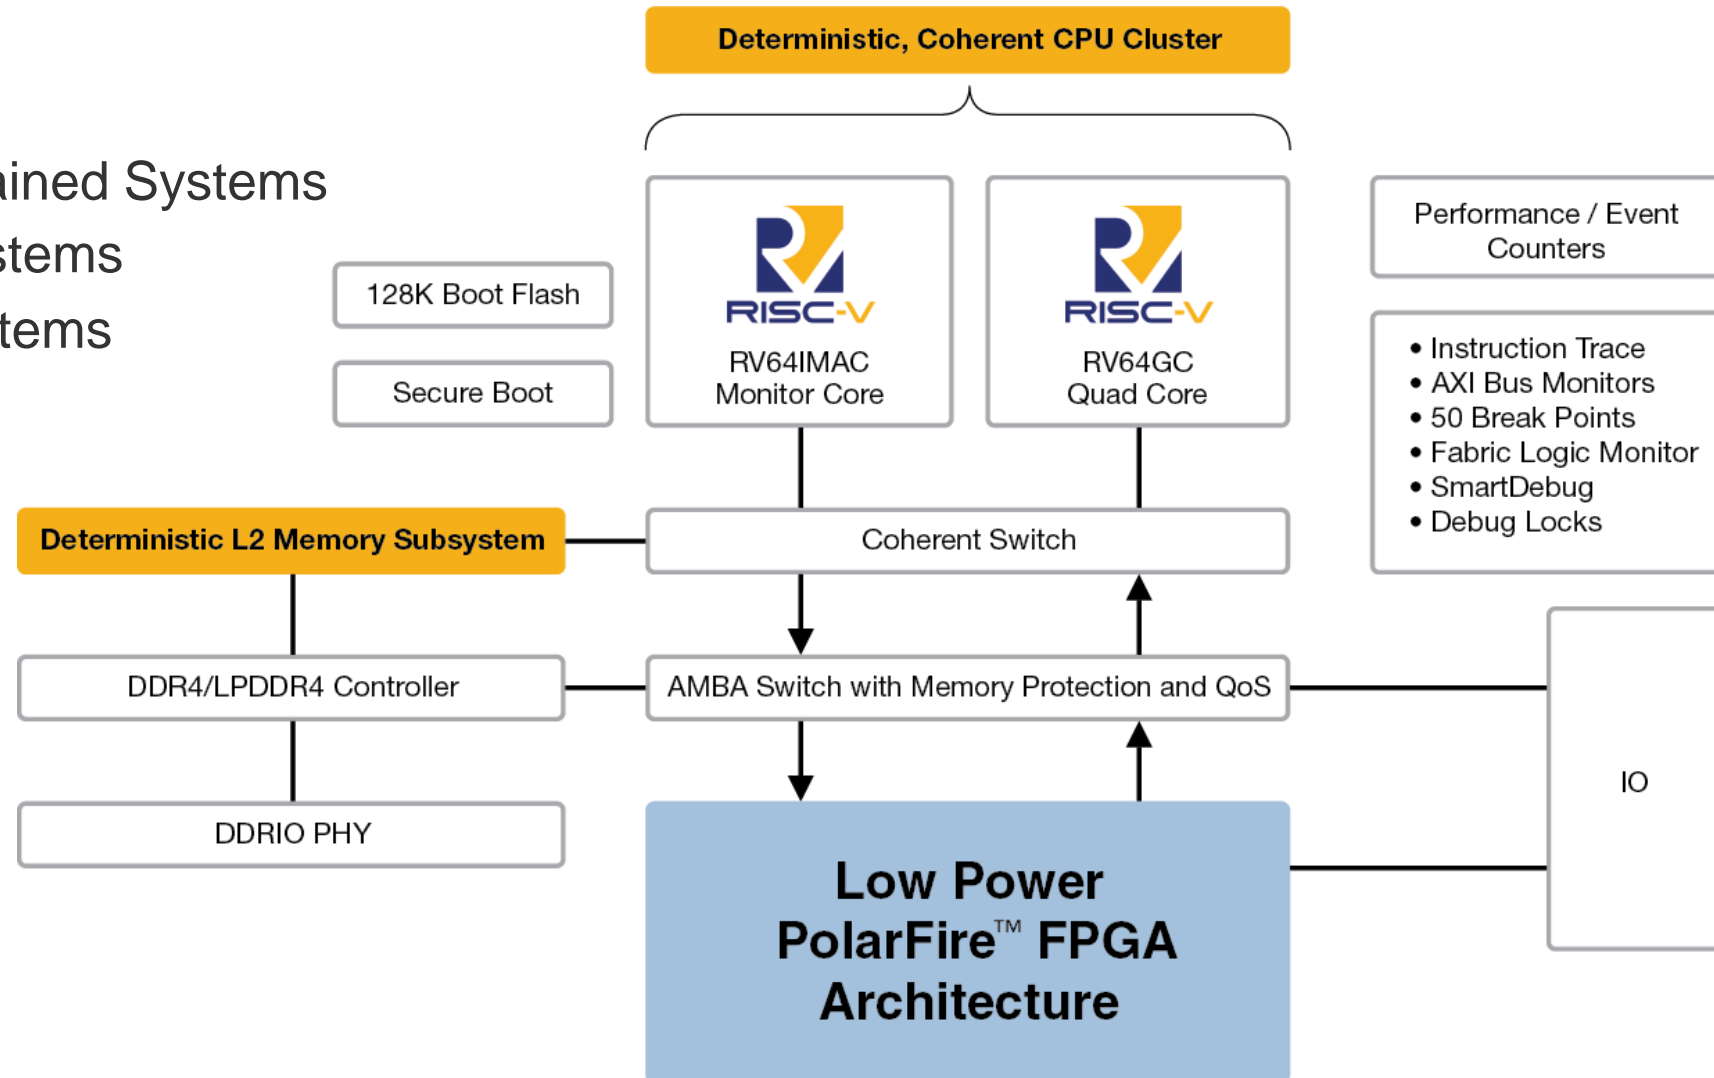 Deterministic, Coherent CPU Cluster
ained Systems
stems
tems
128K Boot Flash
Secure Boot
RISC-V
RV64IMAC
Monitor Core
RISC-V
RV64GC
Quad Core
Performance / Event
Counters
• Instruction Trace
• AXI Bus Monitors
• 50 Break Points
• Fabric Logic Monitor
• SmartDebug
• Debug Locks
Deterministic L2 Memory Subsystem
Coherent Switch
DDR4/LPDDR4 Controller
AMBA Switch with Memory Protection and QoS
IO
DDRIO PHY
Low Power
PolarFire™ FPGA
Architecture